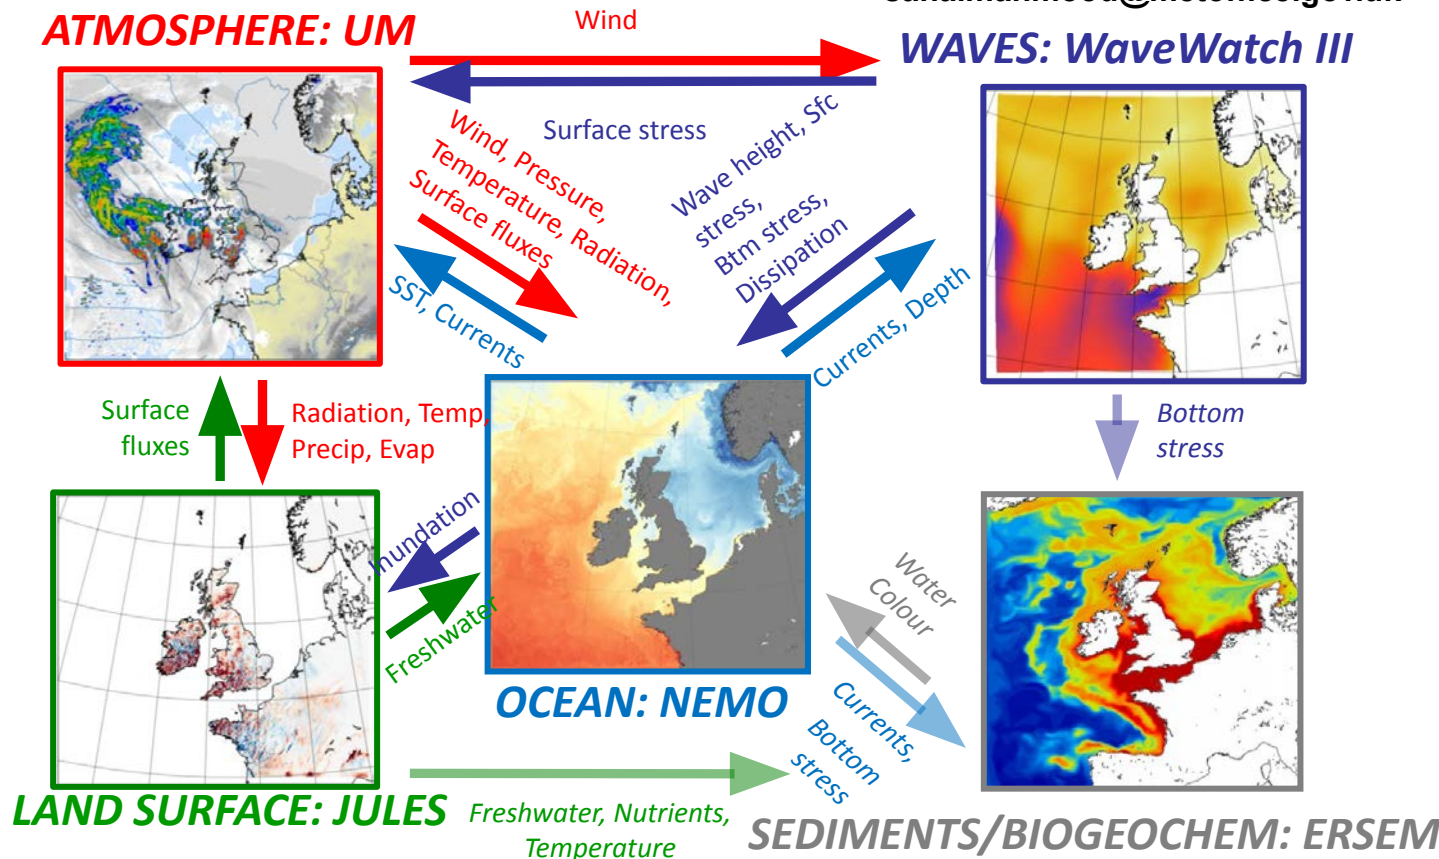 ATMOSPHERE: UM
Wind
WAVES: WaveWatch III
Surface stress
Wind, Pressure,
Temperature, Radiation,
Surface fluxes
Wave height, Sfc
stress,
Btm stress,
Dissipation
SST, Currents
Currents, Depth
Surface
fluxes
Radiation, Temp,
Precip, Evap
Bottom
stress
Inundation
Freshwater
Water
Colour
OCEAN: NEMO
Currents,
Bottom
stress
LAND SURFACE: JULES
Freshwater, Nutrients,
Temperature
SEDIMENTS/BIOGEOCHEM: ERSEM